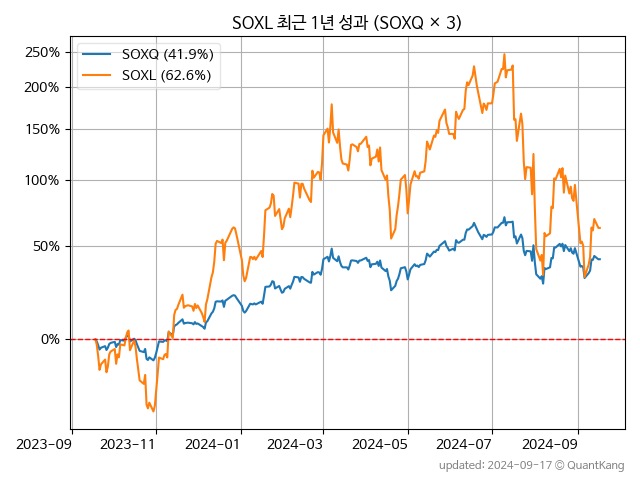 SOXL 최근 1년 성과 (SOXQ × 3)
SOXQ (41.9%)
SOXL (62.6%)
250%
200%
150%
100%
50%
0%
2023-09 2023-11 2024-01 2024-03 2024-05 2024-07 2024-09
updated: 2024-09-17 © QuantKang